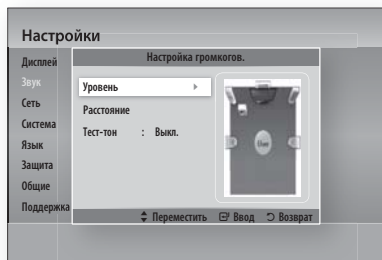 Настройки
Дисплей
Звук
Сеть
Система
Язык
Защита
Общие
Поддержка
Настройка громкогов.
Уровень
Расстояние
Тест-тон : Выкл.
User
Переместить Ввод Возврат